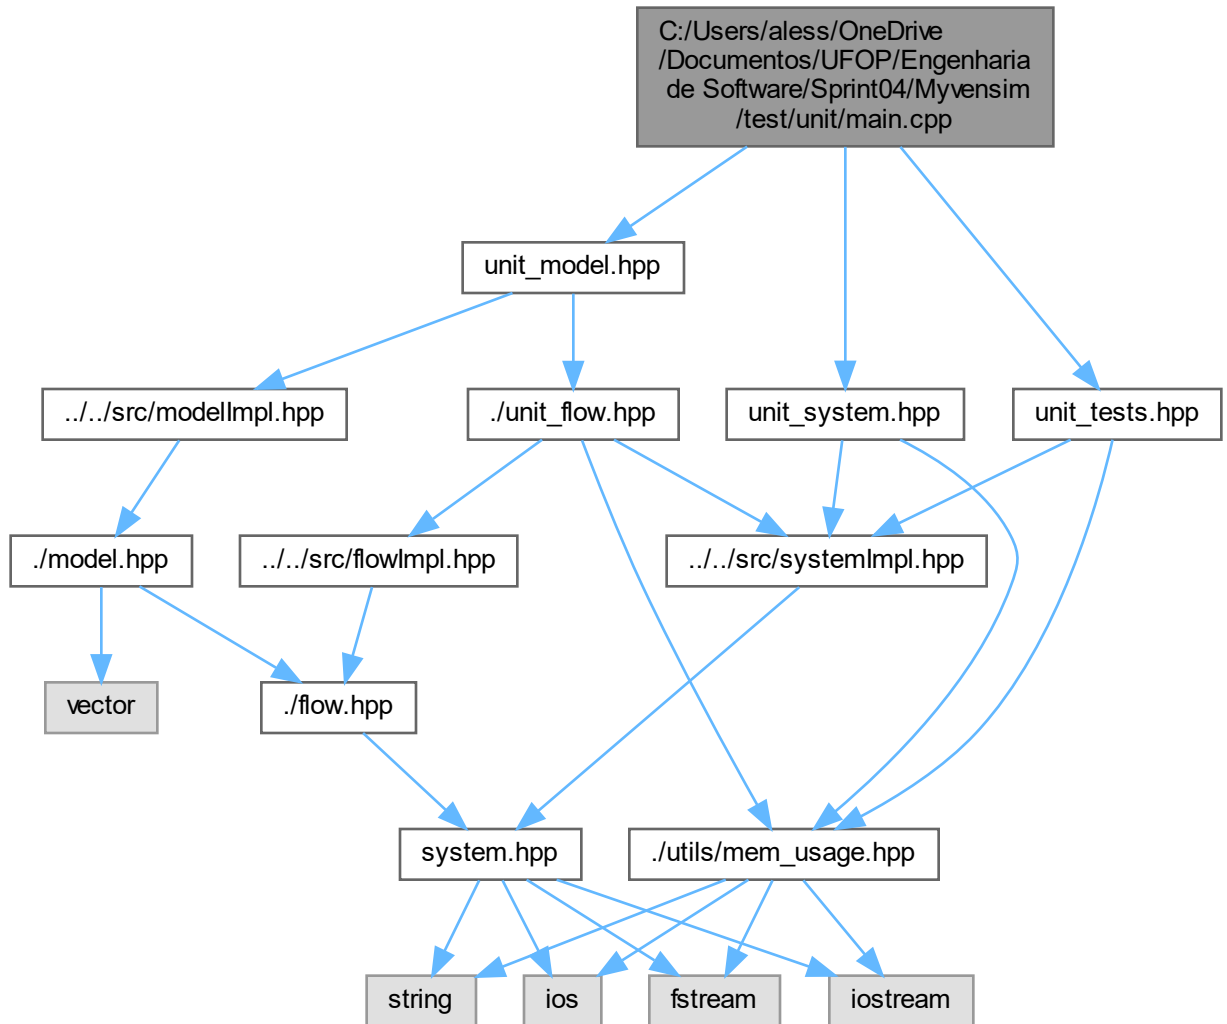 C:/Users/aless/OneDrive
/Documentos/UFOP/Engenharia
de Software/Sprint04/Myvensim
/test/unit/main.cpp
unit_model.hpp
../../src/modelImpl.hpp
./unit_flow.hpp
unit_system.hpp
unit_tests.hpp
./model.hpp
../../src/flowImpl.hpp
../../src/systemImpl.hpp
vector
./flow.hpp
system.hpp
./utils/mem_usage.hpp
string
ios
fstream
iostream